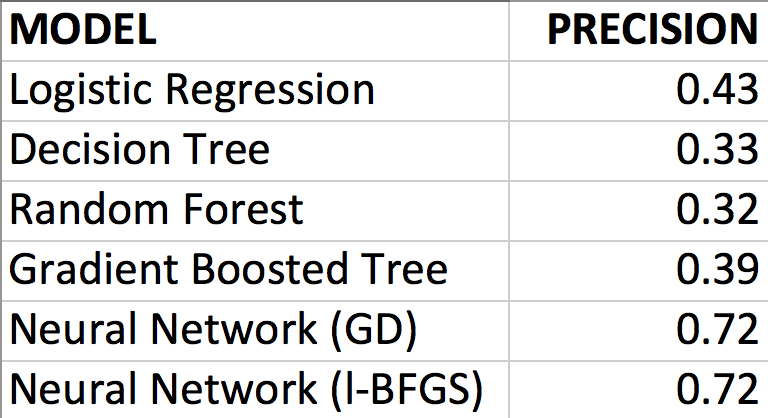 MODEL PRECISION
Logistic Regression 0.43
Decision Tree 0.33
Random Forest 0.32
Gradient Boosted Tree 0.39
Neural Network (GD) 0.72
Neural Network (l-BFGS) 0.72